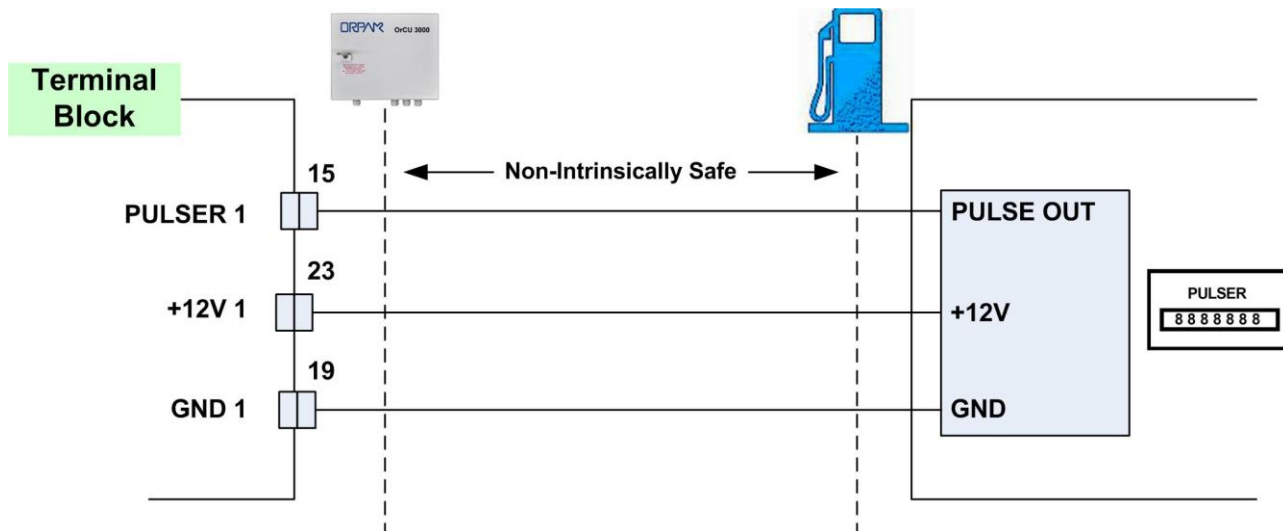 ORPAK OrCU 3000
Terminal
Block
Non-Intrinsically Safe
15
PULSER 1
PULSE OUT
23
+12V 1
+12V
PULSER
8888888
19
GND 1
GND